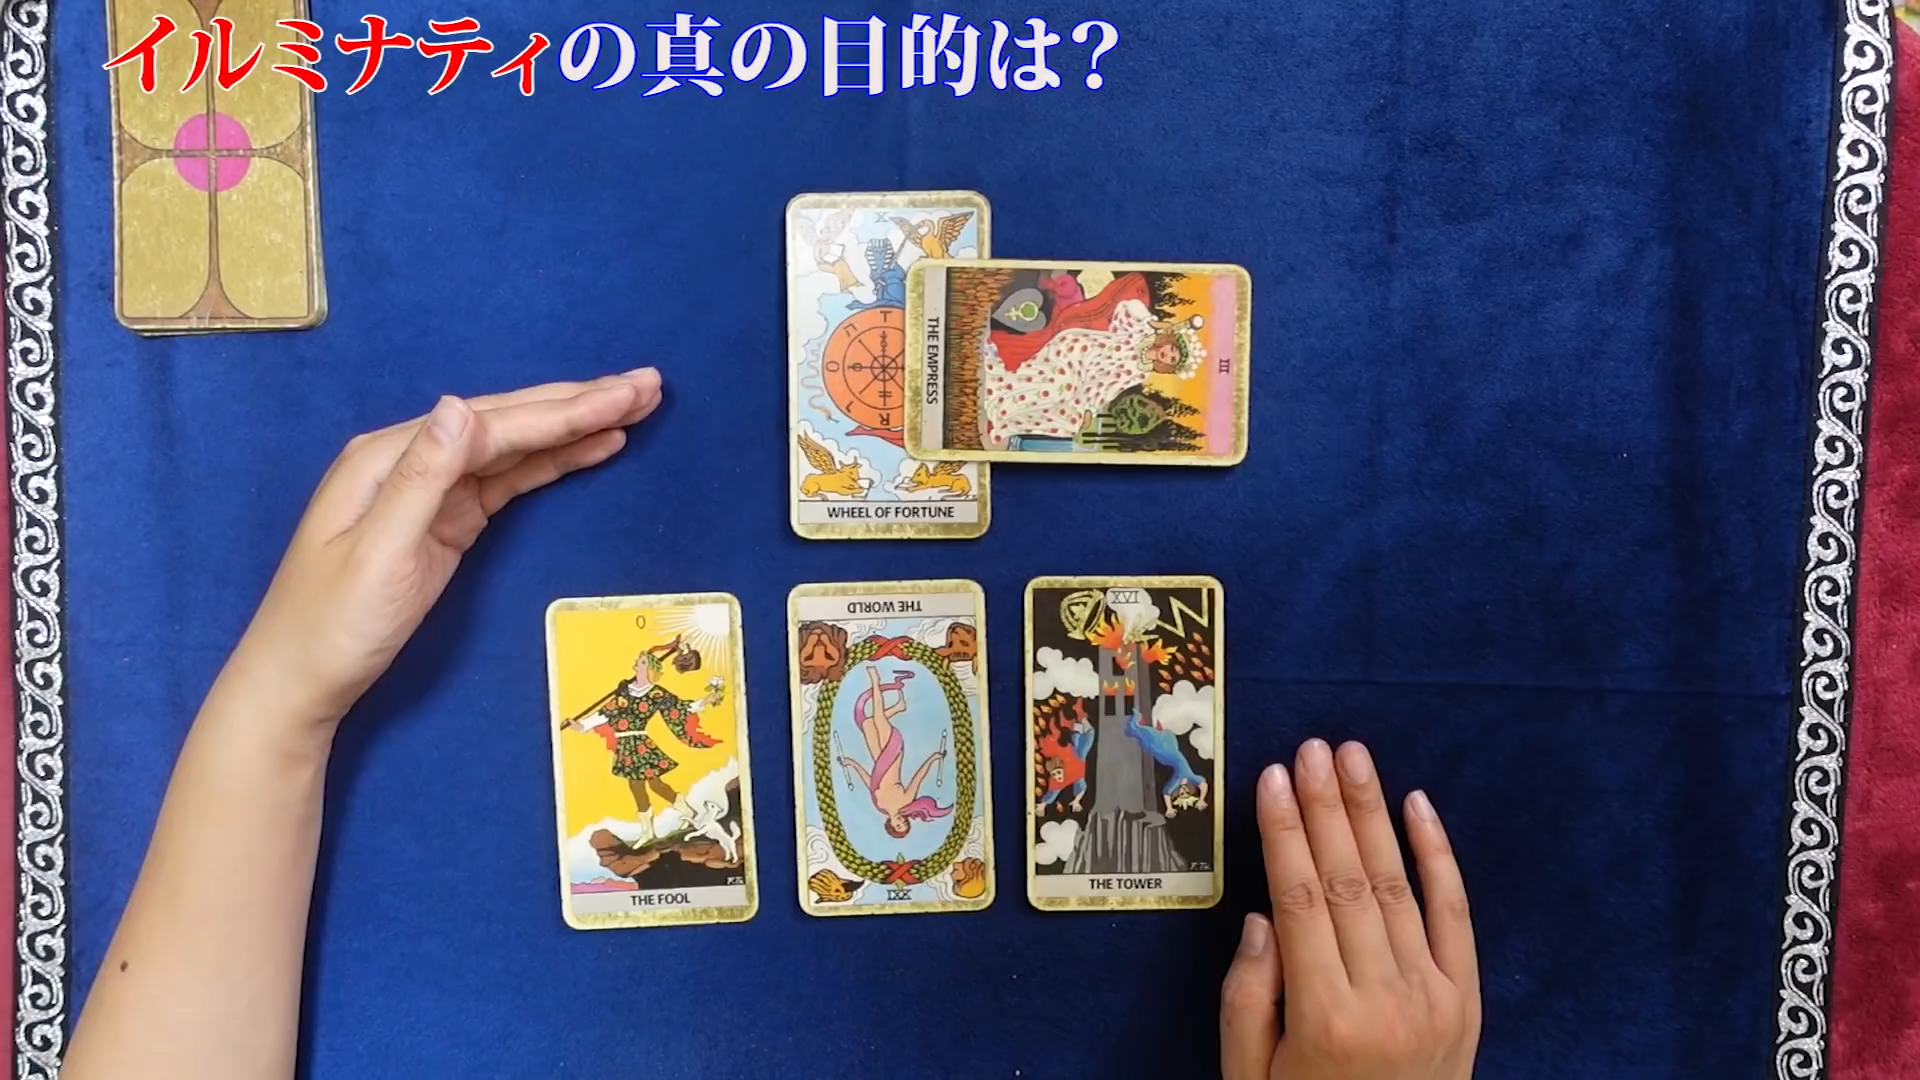 イルミナティの真の目的は？
X
WHEEL OF FORTUNE
THE EMPRESS
III
0
THE FOOL
THE WORLD
XXI
XVI
THE TOWER